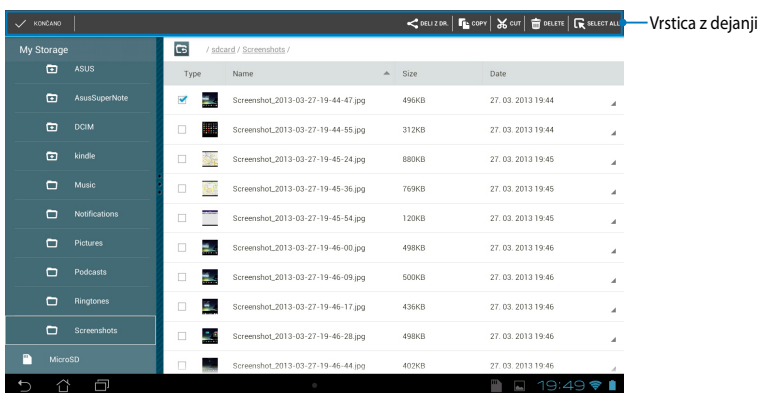 KONČANO DELI Z DR. COPY CUT DELETE SELECT ALL Vrstica z dejanji
My Storage / sdcard / Screenshots /
ASUS Type Name Size Date
AsusSuperNote Screenshot_2013-03-27-19-44-47.jpg 496KB 27. 03. 2013 19:44
DCIM Screenshot_2013-03-27-19-44-55.jpg 312KB 27. 03. 2013 19:44
kindle Screenshot_2013-03-27-19-45-24.jpg 880KB 27. 03. 2013 19:45
Music Screenshot_2013-03-27-19-45-36.jpg 769KB 27. 03. 2013 19:45
Notifications Screenshot_2013-03-27-19-45-54.jpg 120KB 27. 03. 2013 19:45
Pictures Screenshot_2013-03-27-19-46-00.jpg 498KB 27. 03. 2013 19:46
Podcasts Screenshot_2013-03-27-19-46-09.jpg 500KB 27. 03. 2013 19:46
Ringtones Screenshot_2013-03-27-19-46-17.jpg 436KB 27. 03. 2013 19:46
Screenshots Screenshot_2013-03-27-19-46-28.jpg 498KB 27. 03. 2013 19:46
MicroSD Screenshot_2013-03-27-19-46-44.jpg 402KB 27. 03. 2013 19:46
19:49